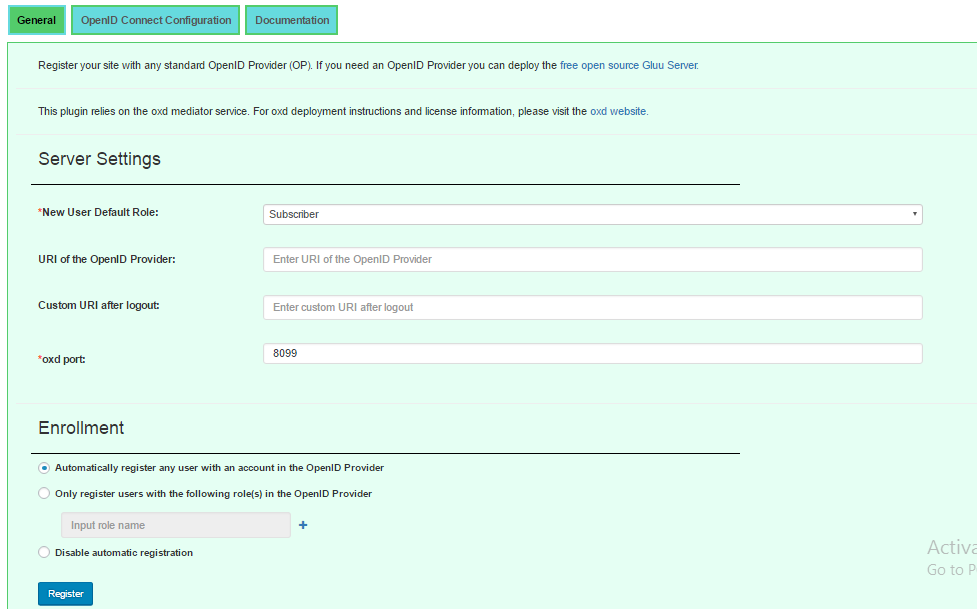 General OpenID Connect Configuration Documentation
Register your site with any standard OpenID Provider (OP). If you need an OpenID Provider you can deploy the free open source Gluu Server.
This plugin relies on the oxd mediator service. For oxd deployment instructions and license information, please visit the oxd website.
Server Settings
*New User Default Role: Subscriber
URI of the OpenID Provider: Enter URI of the OpenID Provider
Custom URI after logout: Enter custom URI after logout
*oxd port: 8099
Enrollment
Automatically register any user with an account in the OpenID Provider
Only register users with the following role(s) in the OpenID Provider
Input role name +
Disable automatic registration
Activa
Go to P
Register